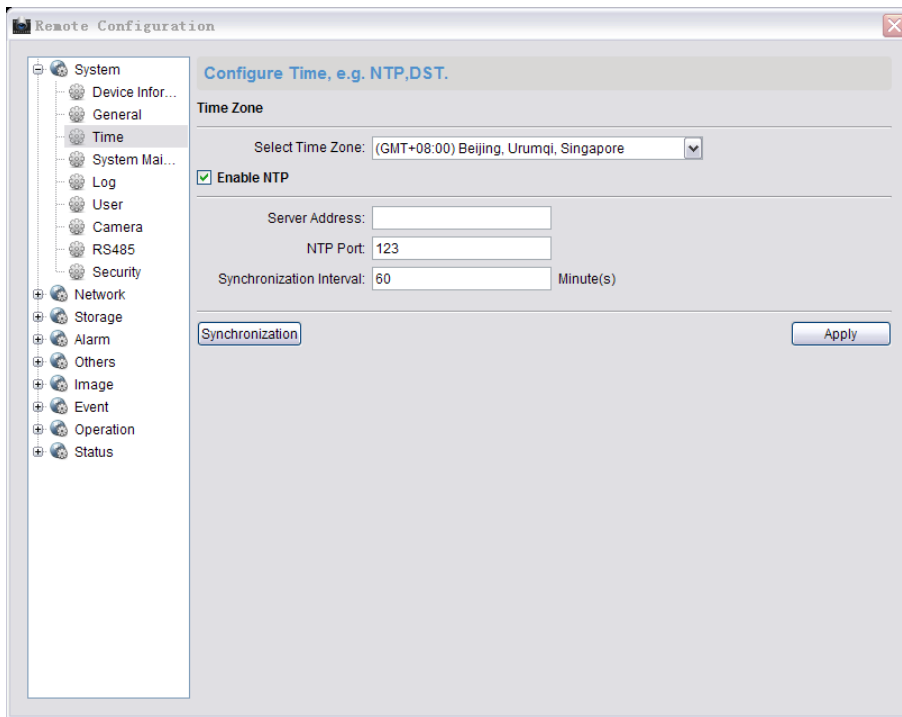 Remote Configuration
System
Device Infor...
General
Time
System Mai...
Log
User
Camera
RS485
Security
Network
Storage
Alarm
Others
Image
Event
Operation
Status
Configure Time, e.g. NTP,DST.
Time Zone
Select Time Zone: (GMT+08:00) Beijing, Urumqi, Singapore
Enable NTP
Server Address:
NTP Port: 123
Synchronization Interval: 60 Minute(s)
Synchronization Apply